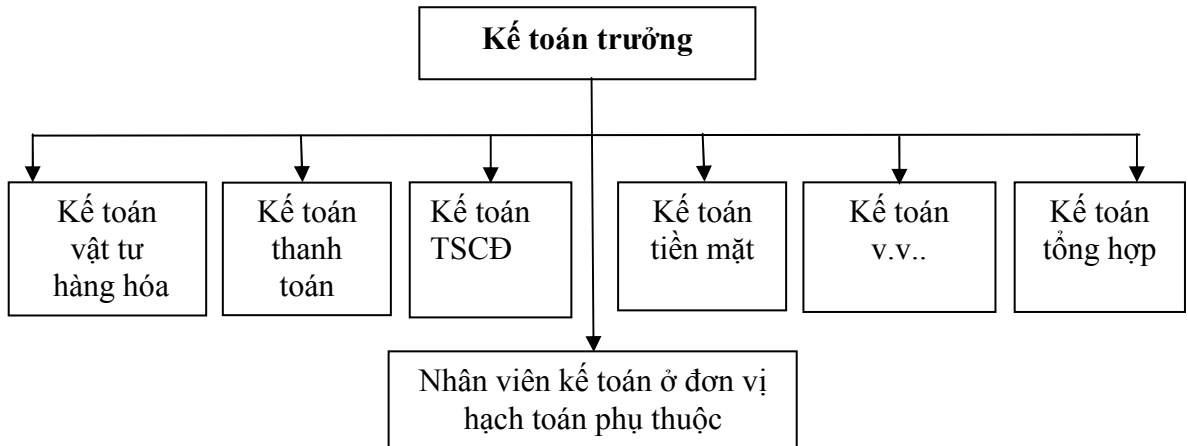 Kế toán trưởng
Kế toán
vật tư
hàng hóa
Kế toán
thanh
toán
Kế toán
TSCĐ
Kế toán
tiền mặt
Kế toán
v.v..
Kế toán
tổng hợp
Nhân viên kế toán ở đơn vị
hạch toán phụ thuộc